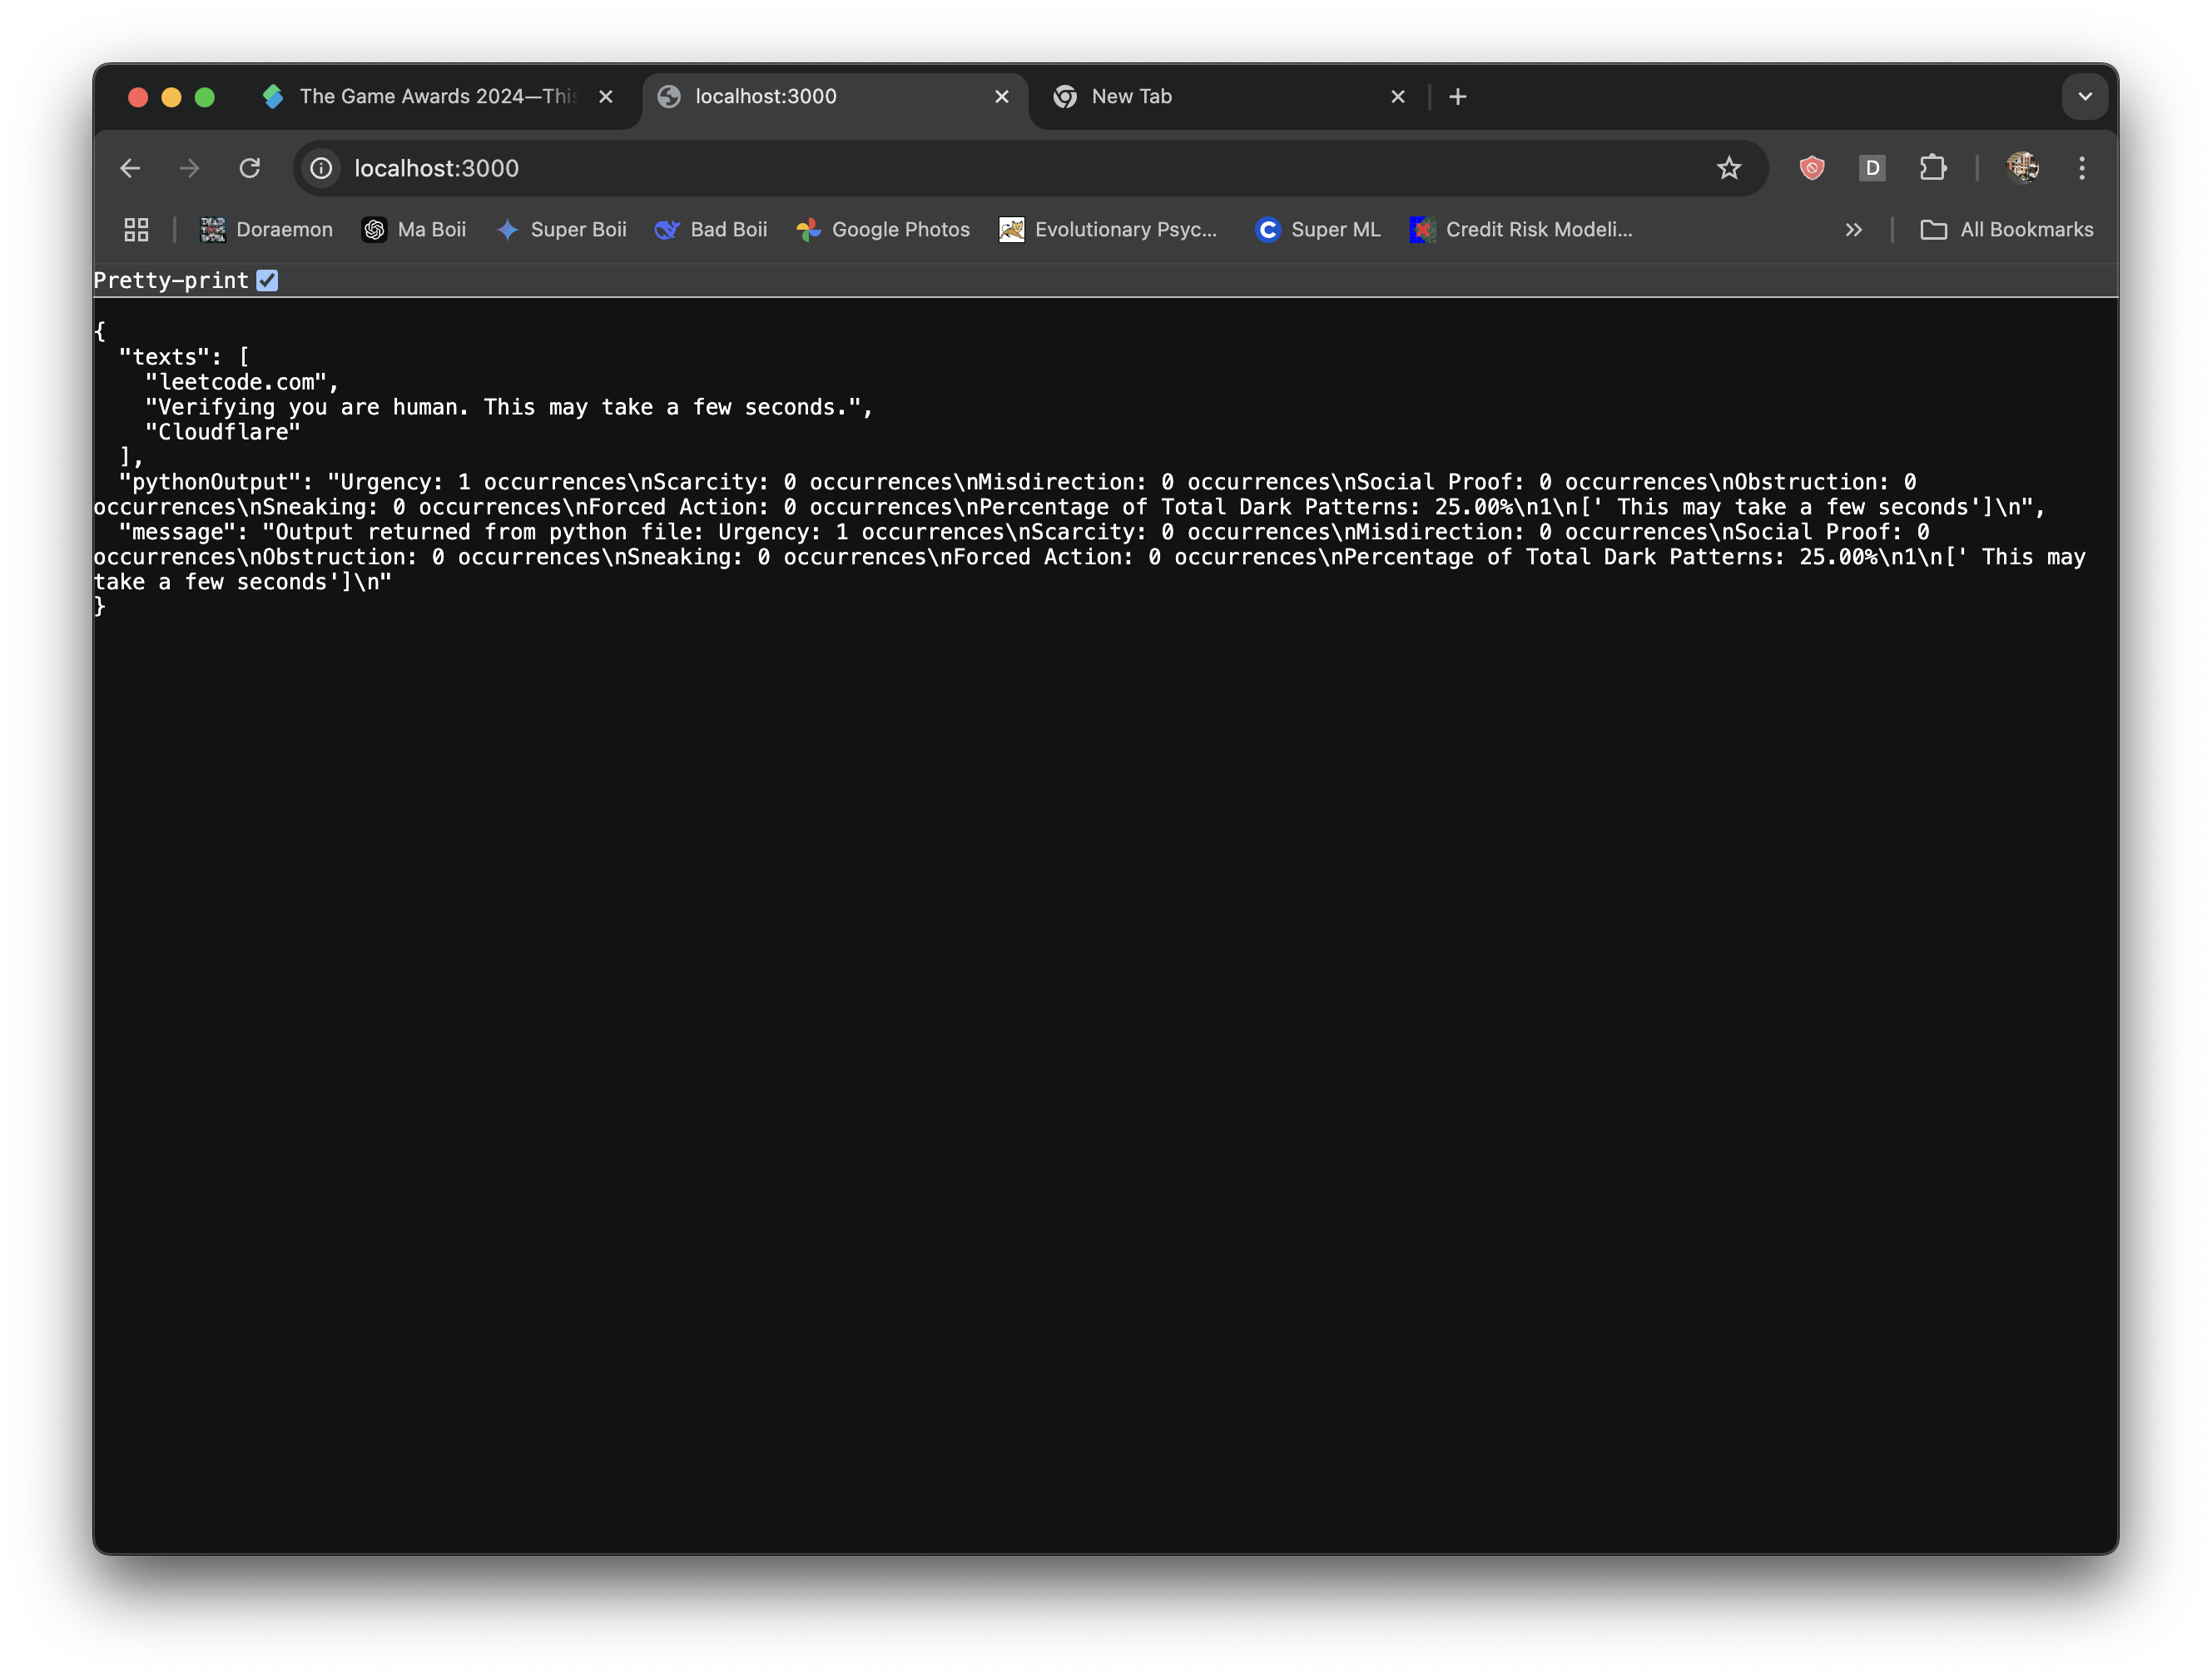 The Game Awards 2024—This
localhost:3000
New Tab
localhost:3000
D
Doraemon
Ma Boii
Super Boii
Bad Boii
Google Photos
Evolutionary Psyc...
Super ML
Credit Risk Modeli...
All Bookmarks
Pretty-print
{
  "texts": [
    "leetcode.com",
    "Verifying you are human. This may take a few seconds.",
    "Cloudflare"
  ],
  "pythonOutput": "Urgency: 1 occurrences\nScarcity: 0 occurrences\nMisdirection: 0 occurrences\nSocial Proof: 0 occurrences\nObstruction: 0
occurrences\nSneaking: 0 occurrences\nForced Action: 0 occurrences\nPercentage of Total Dark Patterns: 25.00%\n1\n[' This may take a few seconds']\n",
  "message": "Output returned from python file: Urgency: 1 occurrences\nScarcity: 0 occurrences\nMisdirection: 0 occurrences\nSocial Proof: 0
occurrences\nObstruction: 0 occurrences\nSneaking: 0 occurrences\nForced Action: 0 occurrences\nPercentage of Total Dark Patterns: 25.00%\n1\n[' This may
take a few seconds']\n"
}